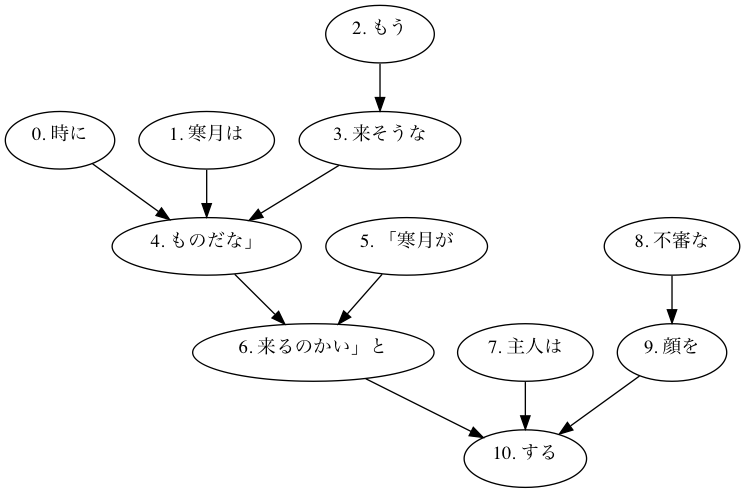 2. もう
0. 時に
1. 寒月は
3. 来そうな
4. ものだな」
5. 「寒月が
8. 不審な
6. 来るのかい」と
7. 主人は
9. 顔を
10. する